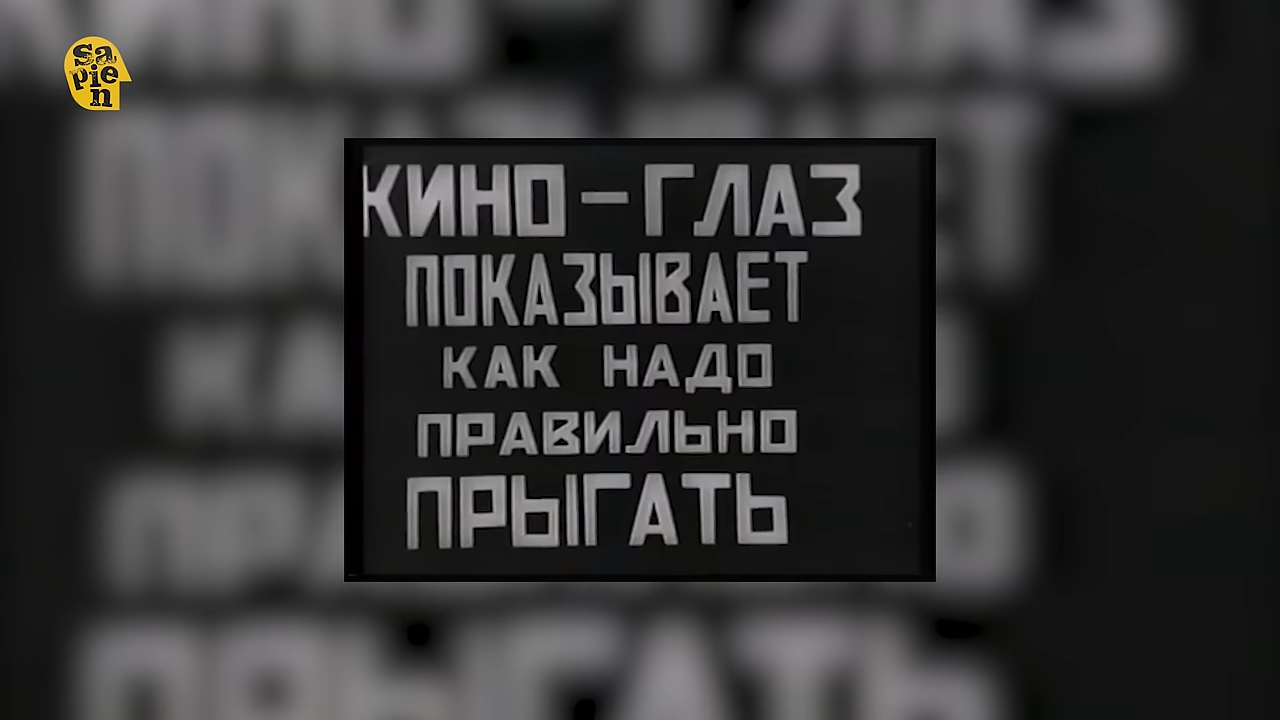 sa
pie
n
КИНО-ГЛАЗ
ПОКАЗЫВАЕТ
КАК НАДО
ПРАВИЛЬНО
ПРЫГАТЬ